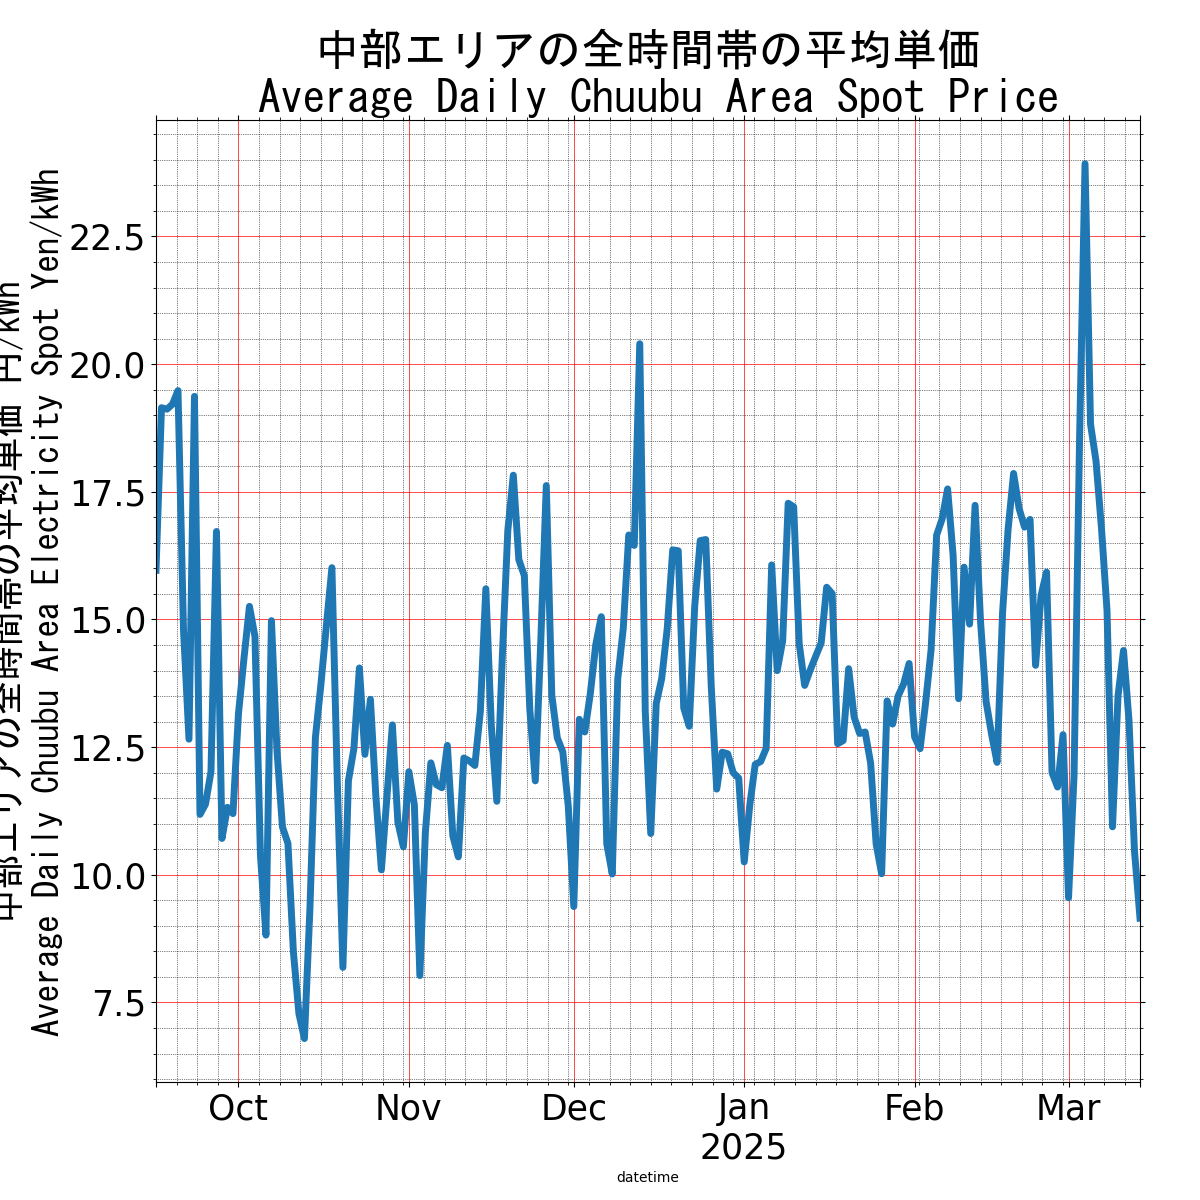 中部エリアの全時間帯の平均単価
Average Daily Chuubu Area Spot Price
中部エリアの全時間帯の平均単価 円/kWh
Average Daily Chuubu Area Electricity Spot Yen/kWh
22.5
20.0
17.5
15.0
12.5
10.0
7.5
Oct
Nov
Dec
Jan
2025
Feb
Mar
datetime